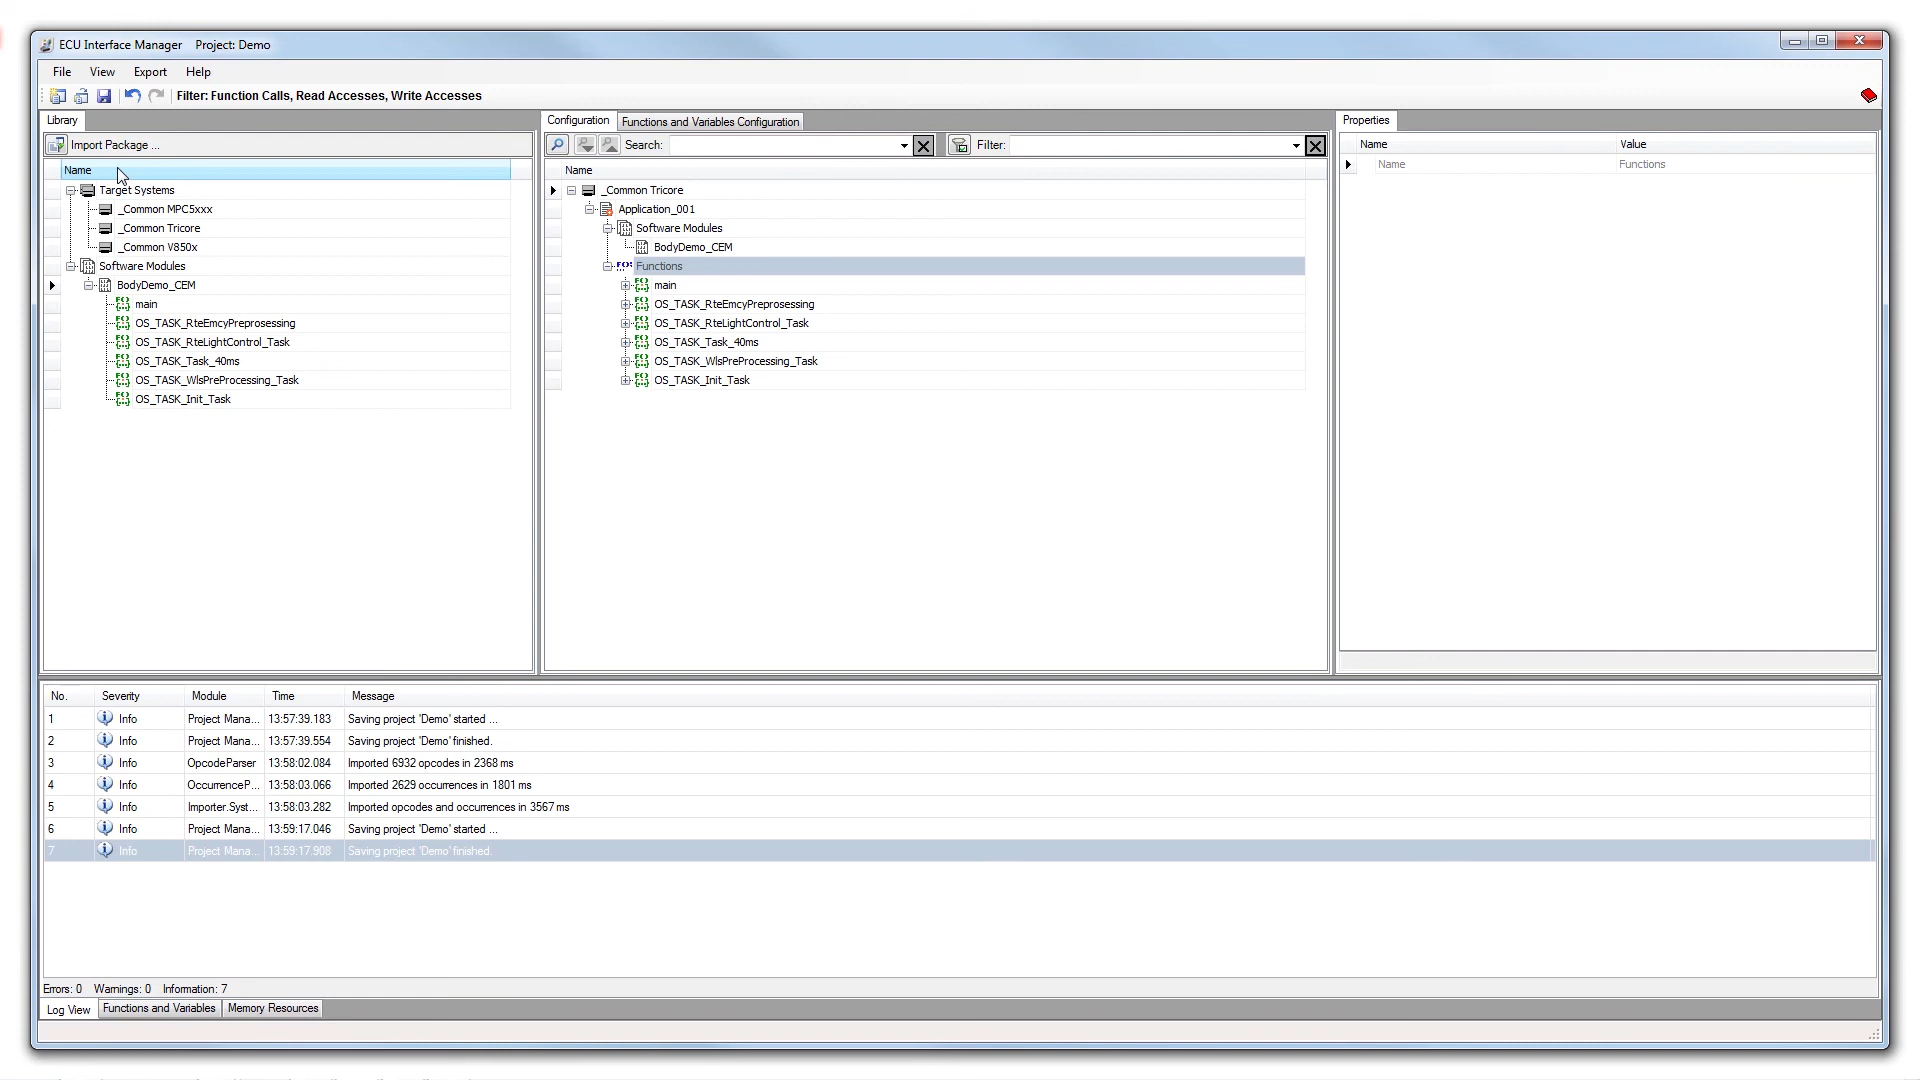 ECU Interface Manager Project: Demo
File View Export Help
Filter: Function Calls, Read Accesses, Write Accesses
Library
Import Package ...
Name
Target Systems
_Common MPC5xxx
_Common Tricore
_Common V850x
Software Modules
BodyDemo_CEM
main
OS_TASK_RteEmcyPreprosessing
OS_TASK_RteLightControl_Task
OS_TASK_Task_40ms
OS_TASK_WlsPreProcessing_Task
OS_TASK_Init_Task
Configuration Functions and Variables Configuration
Search: Filter:
Name
_Common Tricore
Application_001
Software Modules
BodyDemo_CEM
Functions
main
OS_TASK_RteEmcyPreprosessing
OS_TASK_RteLightControl_Task
OS_TASK_Task_40ms
OS_TASK_WlsPreProcessing_Task
OS_TASK_Init_Task
Properties
Name Value
Name Functions
No. Severity Module Time Message
1 Info Project Mana... 13:57:39.183 Saving project 'Demo' started ...
2 Info Project Mana... 13:57:39.554 Saving project 'Demo' finished.
3 Info OpcodeParser 13:58:02.084 Imported 6932 opcodes in 2368 ms
4 Info OccurrenceP... 13:58:03.066 Imported 2629 occurrences in 1801 ms
5 Info Importer.Syst... 13:58:03.282 Imported opcodes and occurrences in 3567 ms
6 Info Project Mana... 13:59:17.046 Saving project 'Demo' started ...
7 Info Project Mana... 13:59:17.908 Saving project 'Demo' finished.
Errors: 0 Warnings: 0 Information: 7
Log View Functions and Variables Memory Resources